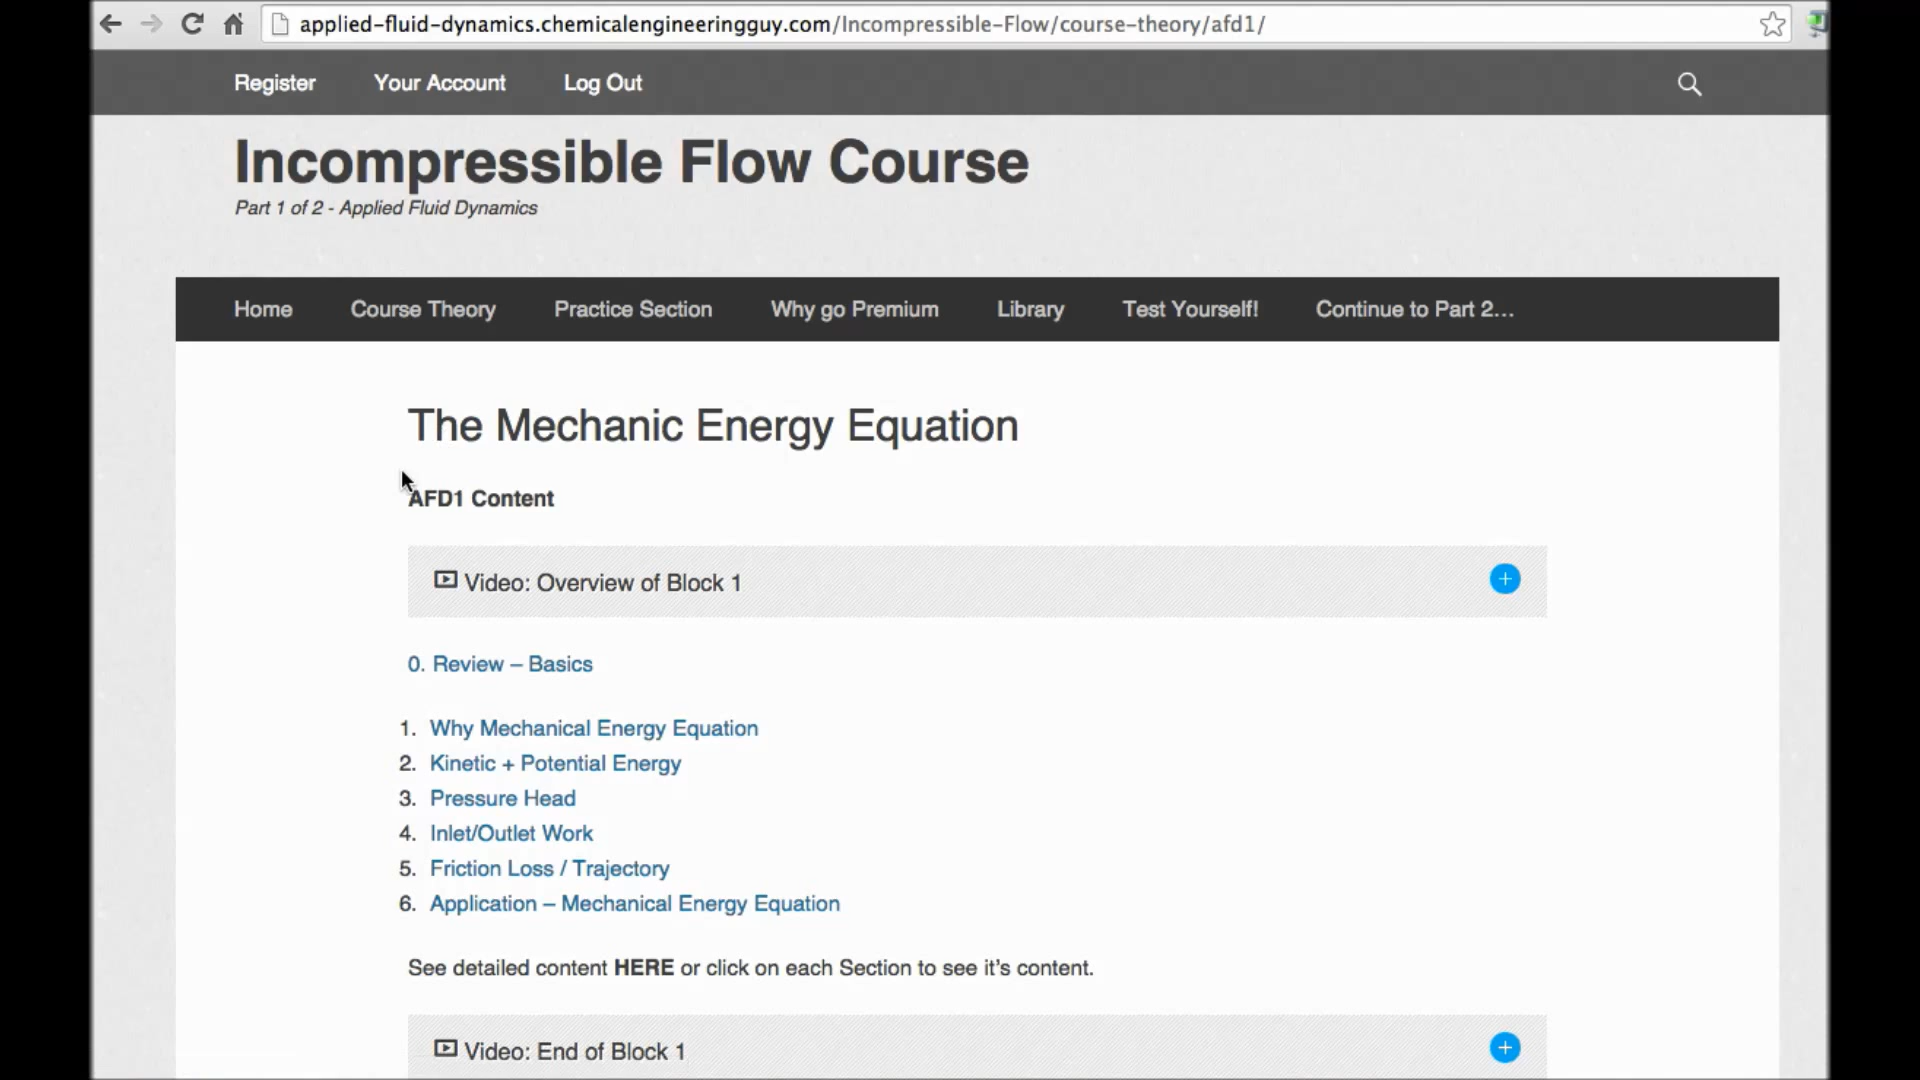 applied-fluid-dynamics.chemicalengineeringguy.com/Incompressible-Flow/course-theory/afd1/
Register Your Account Log Out
Incompressible Flow Course
Part 1 of 2 - Applied Fluid Dynamics
Home Course Theory Practice Section Why go Premium Library Test Yourself! Continue to Part 2...
The Mechanic Energy Equation
AFD1 Content
Video: Overview of Block 1
0. Review – Basics
1. Why Mechanical Energy Equation
2. Kinetic + Potential Energy
3. Pressure Head
4. Inlet/Outlet Work
5. Friction Loss / Trajectory
6. Application – Mechanical Energy Equation
See detailed content HERE or click on each Section to see it’s content.
Video: End of Block 1